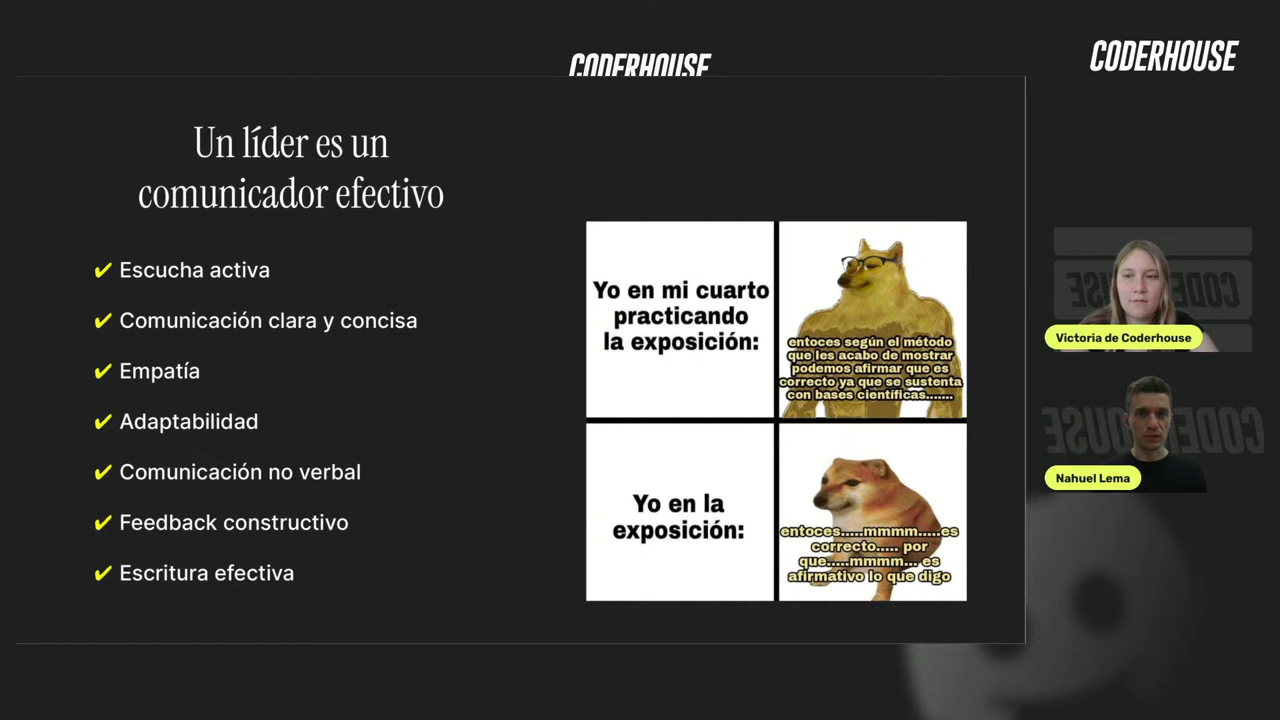 CODERHOUSE
CODERHOUSE
Un líder es un
comunicador efectivo
✔ Escucha activa
✔ Comunicación clara y concisa
✔ Empatía
✔ Adaptabilidad
✔ Comunicación no verbal
✔ Feedback constructivo
✔ Escritura efectiva
Yo en mi cuarto
practicando
la exposición:
entoces según el método
que les acabo de mostrar
podemos afirmar que es
correcto ya que se sustenta
con bases científicas.......
Yo en la
exposición:
entoces.....mmmm.....es
correcto..... por
que.....mmmm... es
afirmativo lo que digo
CODERHOUSE
Victoria de Coderhouse
CODERHOUSE
Nahuel Lema